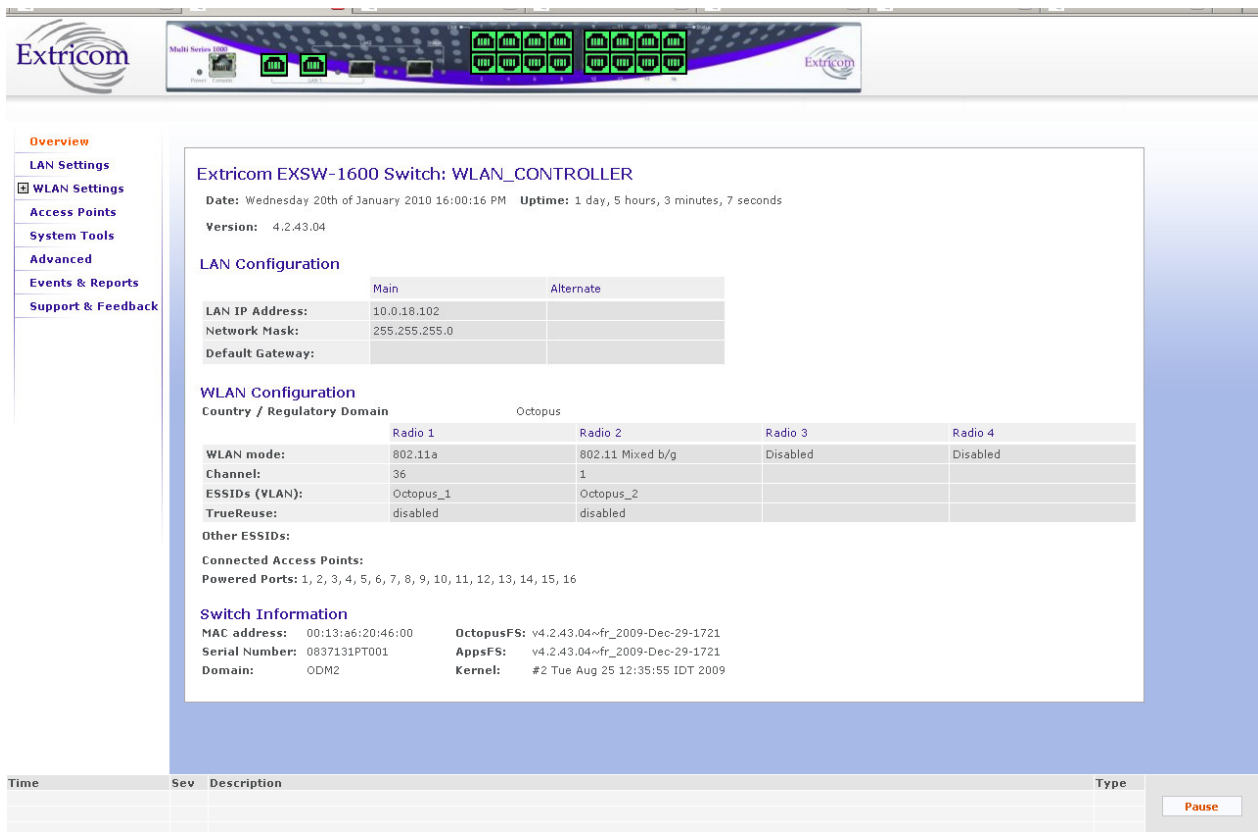 Extricom
Multi Series 1000
Power Console LAN 1
Extricom
Overview
LAN Settings
WLAN Settings
Access Points
System Tools
Advanced
Events & Reports
Support & Feedback
Extricom EXSW-1600 Switch: WLAN_CONTROLLER
Date: Wednesday 20th of January 2010 16:00:16 PM Uptime: 1 day, 5 hours, 3 minutes, 7 seconds
Version: 4.2.43.04
LAN Configuration
Main Alternate
LAN IP Address: 10.0.18.102
Network Mask: 255.255.255.0
Default Gateway:
WLAN Configuration
Country / Regulatory Domain Octopus
Radio 1 Radio 2 Radio 3 Radio 4
WLAN mode: 802.11a 802.11 Mixed b/g Disabled Disabled
Channel: 36 1
ESSIDs (VLAN): Octopus_1 Octopus_2
TrueReuse: disabled disabled
Other ESSIDs:
Connected Access Points:
Powered Ports: 1, 2, 3, 4, 5, 6, 7, 8, 9, 10, 11, 12, 13, 14, 15, 16
Switch Information
MAC address: 00:13:a6:20:46:00 OctopusFS: v4.2.43.04~fr_2009-Dec-29-1721
Serial Number: 0837131PT001 AppsFS: v4.2.43.04~fr_2009-Dec-29-1721
Domain: ODM2 Kernel: #2 Tue Aug 25 12:35:55 IDT 2009
Time Sev Description Type
Pause